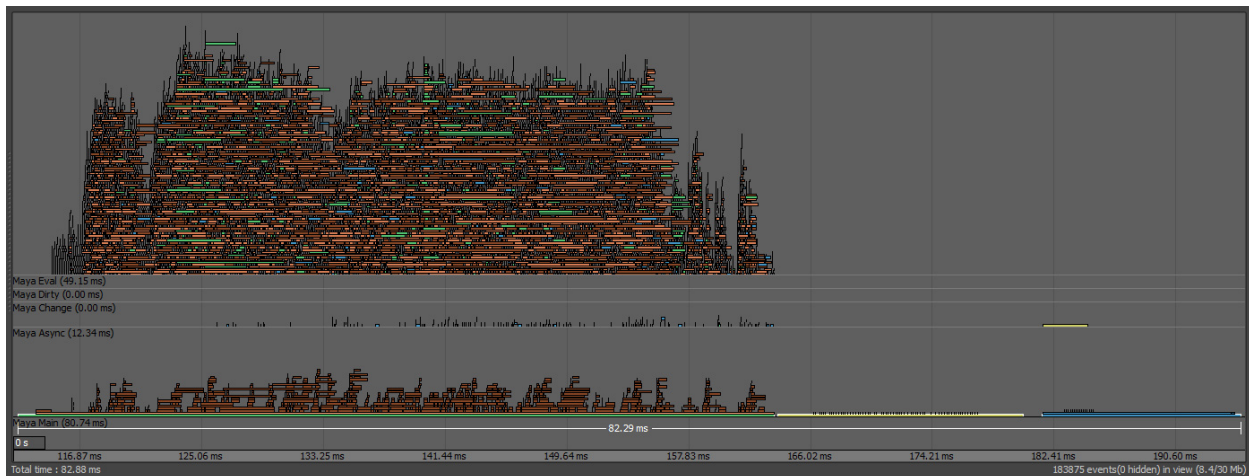 Maya Eval (49.15 ms)
Maya Dirty (0.00 ms)
Maya Change (0.00 ms)
Maya Async (12.34 ms)
Maya Main (80.74 ms)
82.29 ms
0 s
116.87 ms 125.06 ms 133.25 ms 141.44 ms 149.64 ms 157.83 ms 166.02 ms 174.21 ms 182.41 ms 190.60 ms
Total time : 82.88 ms 183875 events(0 hidden) in view (8.4/30 Mb)